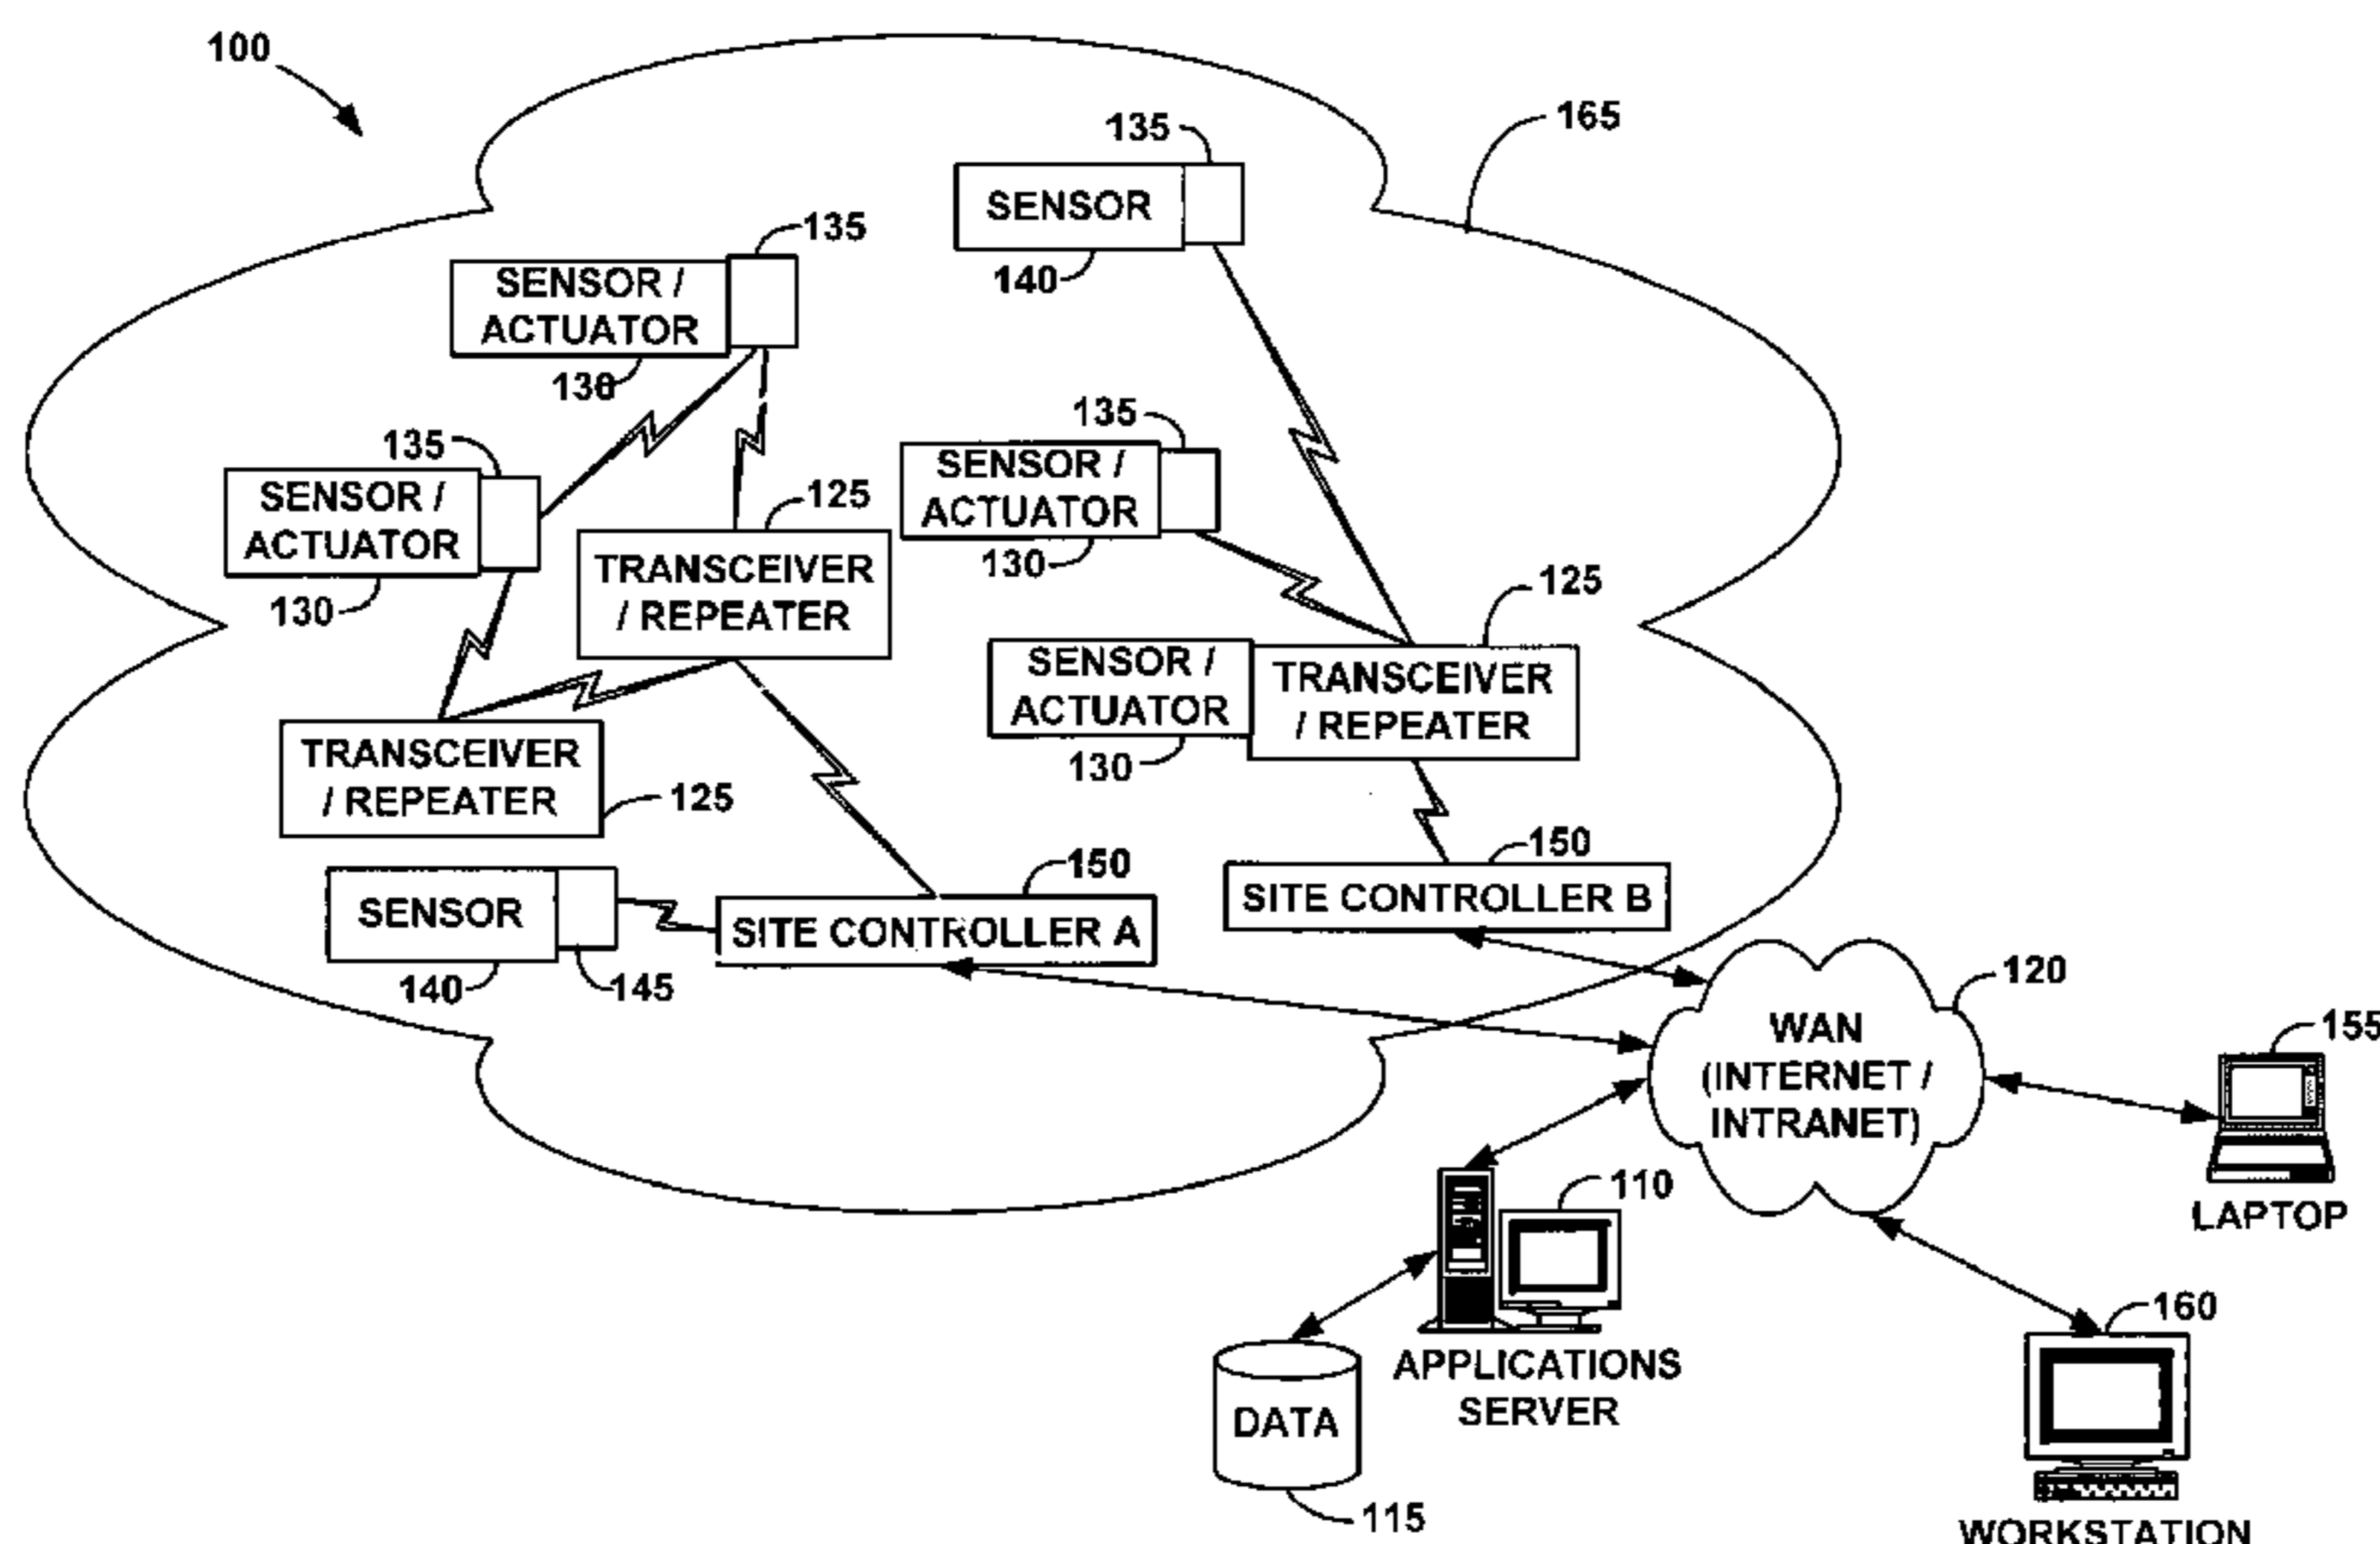 100
165
135
SENSOR
140
135
SENSOR /
ACTUATOR
130
135
SENSOR /
ACTUATOR
130
135
SENSOR /
ACTUATOR
130
125
TRANSCEIVER
/ REPEATER
125
TRANSCEIVER
/ REPEATER
SENSOR /
ACTUATOR
130
TRANSCEIVER
/ REPEATER
125
150
SITE CONTROLLER B
150
SITE CONTROLLER A
SENSOR
140
145
120
WAN
(INTERNET /
INTRANET)
155
LAPTOP
110
APPLICATIONS
SERVER
DATA
115
160
WORKSTATION